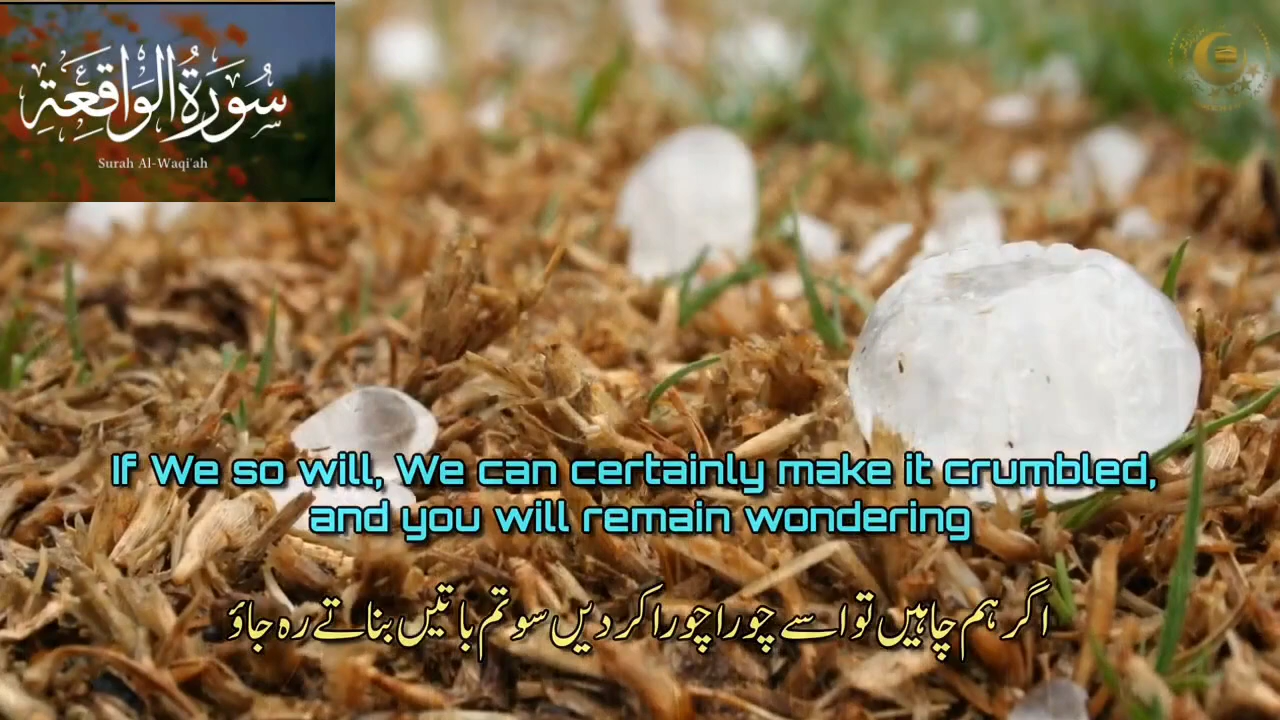 سُورَةُ الْوَاقِعَة
Surah Al-Waqi'ah
If We so will, We can certainly make it crumbled,
and you will remain wondering
اگر ہم چاہیں تو اسے چورا چورا کر دیں سو تم باتیں بناتے رہ جاؤ